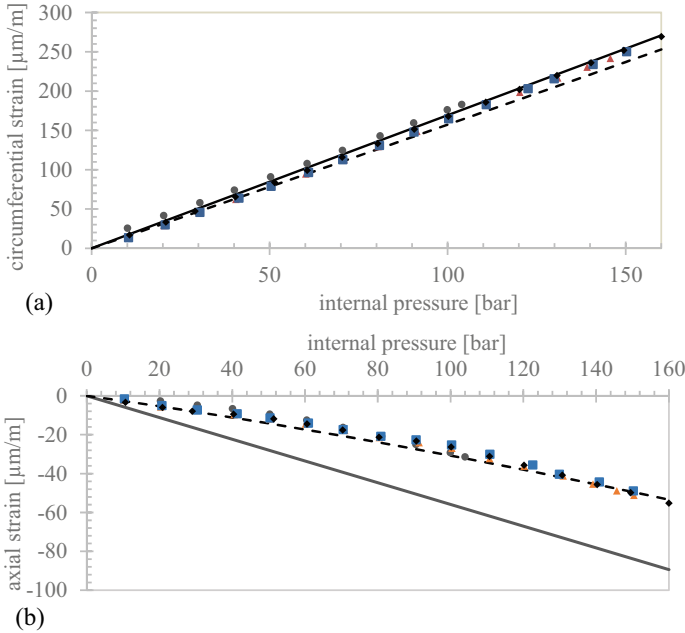 300
250
200
150
100
50
0
circumferential strain [µm/m]
0 50 100 150
internal pressure [bar]
(a)
internal pressure [bar]
0 20 40 60 80 100 120 140 160
0
-20
-40
-60
-80
-100
axial strain [µm/m]
(b)